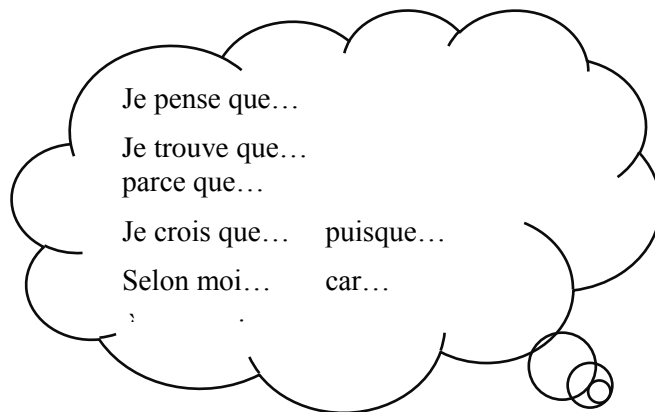 Je pense que…
Je trouve que…
parce que…
Je crois que… puisque…
Selon moi… car…